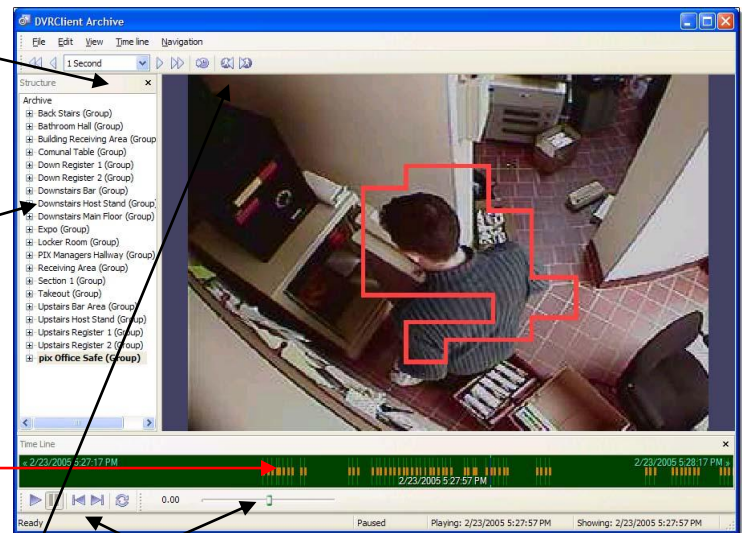 DVRClient Archive
File Edit View Time line Navigation
1 Second
Structure
Archive
Back Stairs (Group)
Bathroom Hall (Group)
Building Receiving Area (Group
Comunal Table (Group)
Down Register 1 (Group)
Down Register 2 (Group)
Downstairs Bar (Group)
Downstairs Host Stand (Group)
Downstairs Main Floor (Group)
Expo (Group)
Locker Room (Group)
PIX Managers Hallway (Group)
Receiving Area (Group)
Section 1 (Group)
Takeout (Group)
Upstairs Bar Area (Group)
Upstairs Host Stand (Group)
Upstairs Register 1 (Group)
Upstairs Register 2 (Group)
pix Office Safe (Group)
Time Line
« 2/23/2005 5:27:17 PM 2/23/2005 5:28:17 PM »
2/23/2005 5:27:57 PM
0.00
Ready Paused Playing: 2/23/2005 5:27:57 PM Showing: 2/23/2005 5:27:57 PM